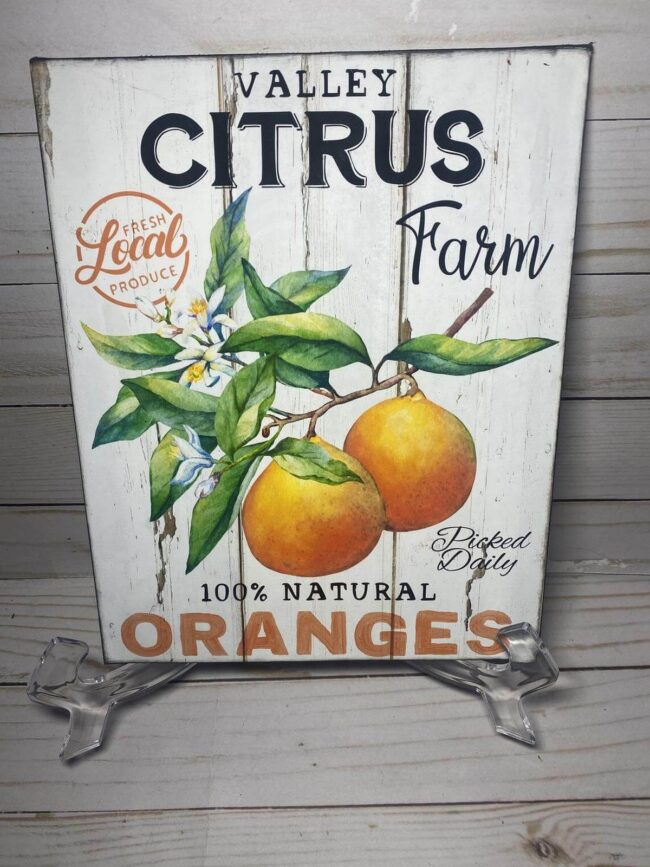 VALLEY
CITRUS
Farm
FRESH
Local
PRODUCE
Picked
Daily
100% NATURAL
ORANGES